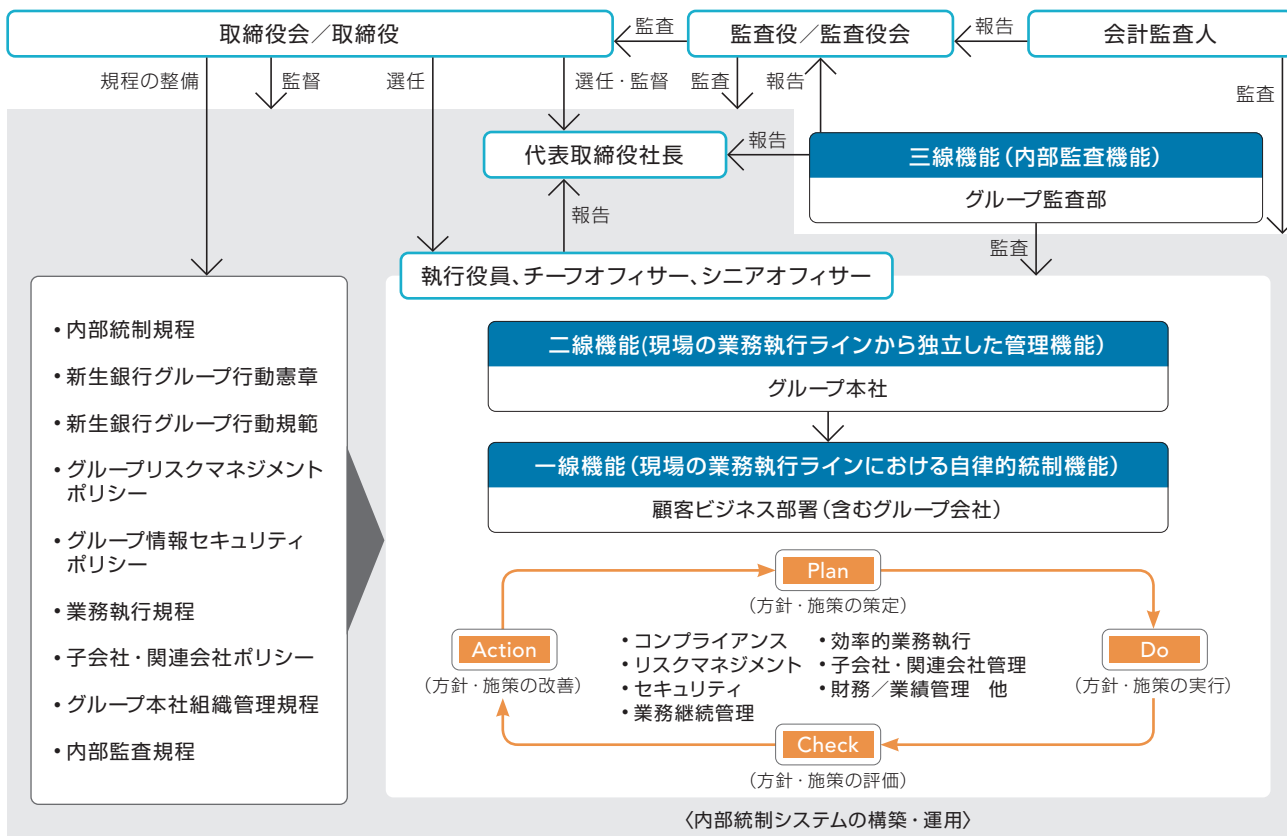 取締役会／取締役
監査
監査役／監査役会
報告
会計監査人
規程の整備
監督
選任
選任・監督
監査
報告
監査
代表取締役社長
報告
三線機能（内部監査機能）
グループ監査部
報告
監査
執行役員、チーフオフィサー、シニアオフィサー
・内部統制規程
・新生銀行グループ行動憲章
・新生銀行グループ行動規範
・グループリスクマネジメント
ポリシー
・グループ情報セキュリティ
ポリシー
・業務執行規程
・子会社・関連会社ポリシー
・グループ本社組織管理規程
・内部監査規程
二線機能(現場の業務執行ラインから独立した管理機能）
グループ本社
一線機能（現場の業務執行ラインにおける自律的統制機能）
顧客ビジネス部署（含むグループ会社）
Plan
（方針・施策の策定）
Action
（方針・施策の改善）
・コンプライアンス
・リスクマネジメント
・セキュリティ
・業務継続管理
・効率的業務執行
・子会社・関連会社管理
・財務／業績管理　他
Do
（方針・施策の実行）
Check
（方針・施策の評価）
〈内部統制システムの構築・運用〉